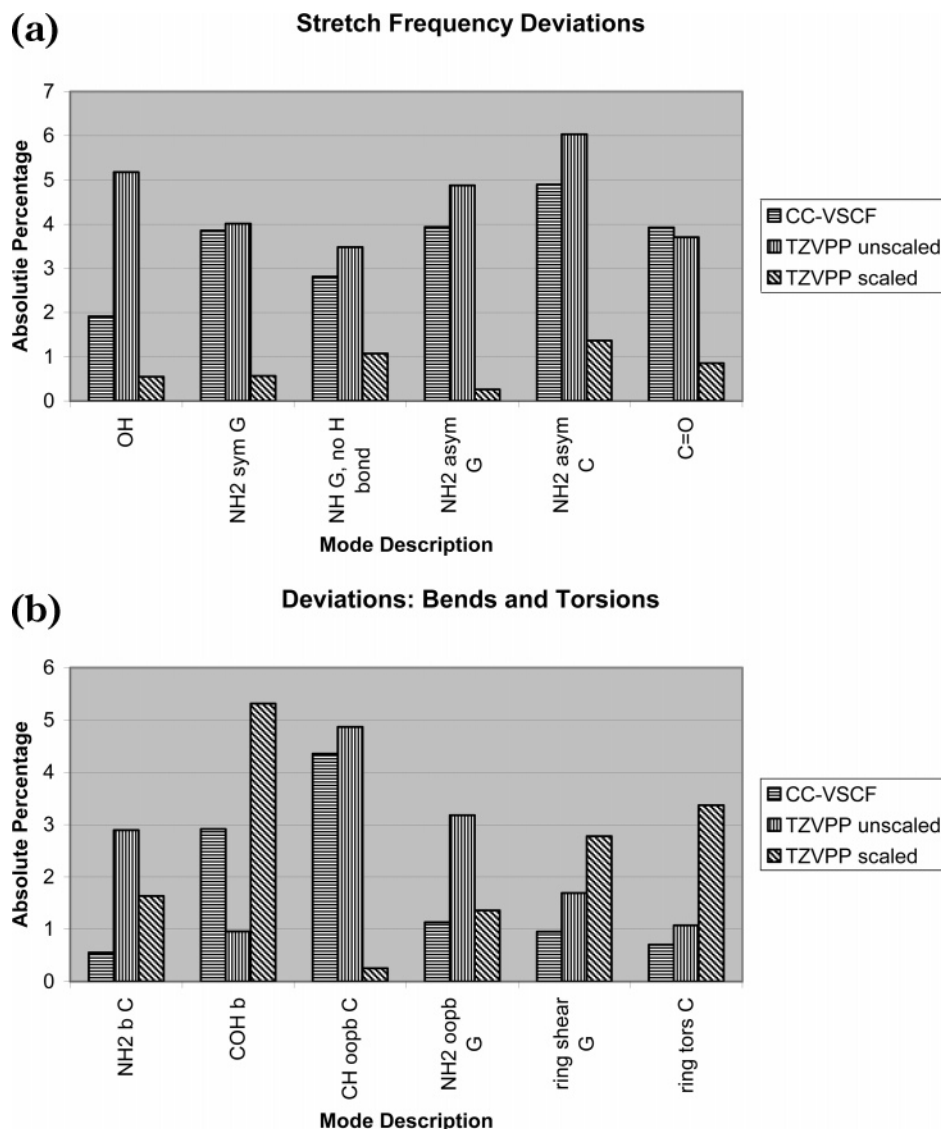 (a)
Stretch Frequency Deviations
Absolutie Percentage
7
6
5
4
3
2
1
0
OH
NH2 sym G
NH G, no H
bond
NH2 asym
G
NH2 asym
C
C=O
Mode Description
CC-VSCF
TZVPP unscaled
TZVPP scaled
(b)
Deviations: Bends and Torsions
Absolute Percentage
6
5
4
3
2
1
0
NH2 b C
COH b
CH oopb C
NH2 oopb
G
ring shear
G
ring tors C
Mode Description
CC-VSCF
TZVPP unscaled
TZVPP scaled